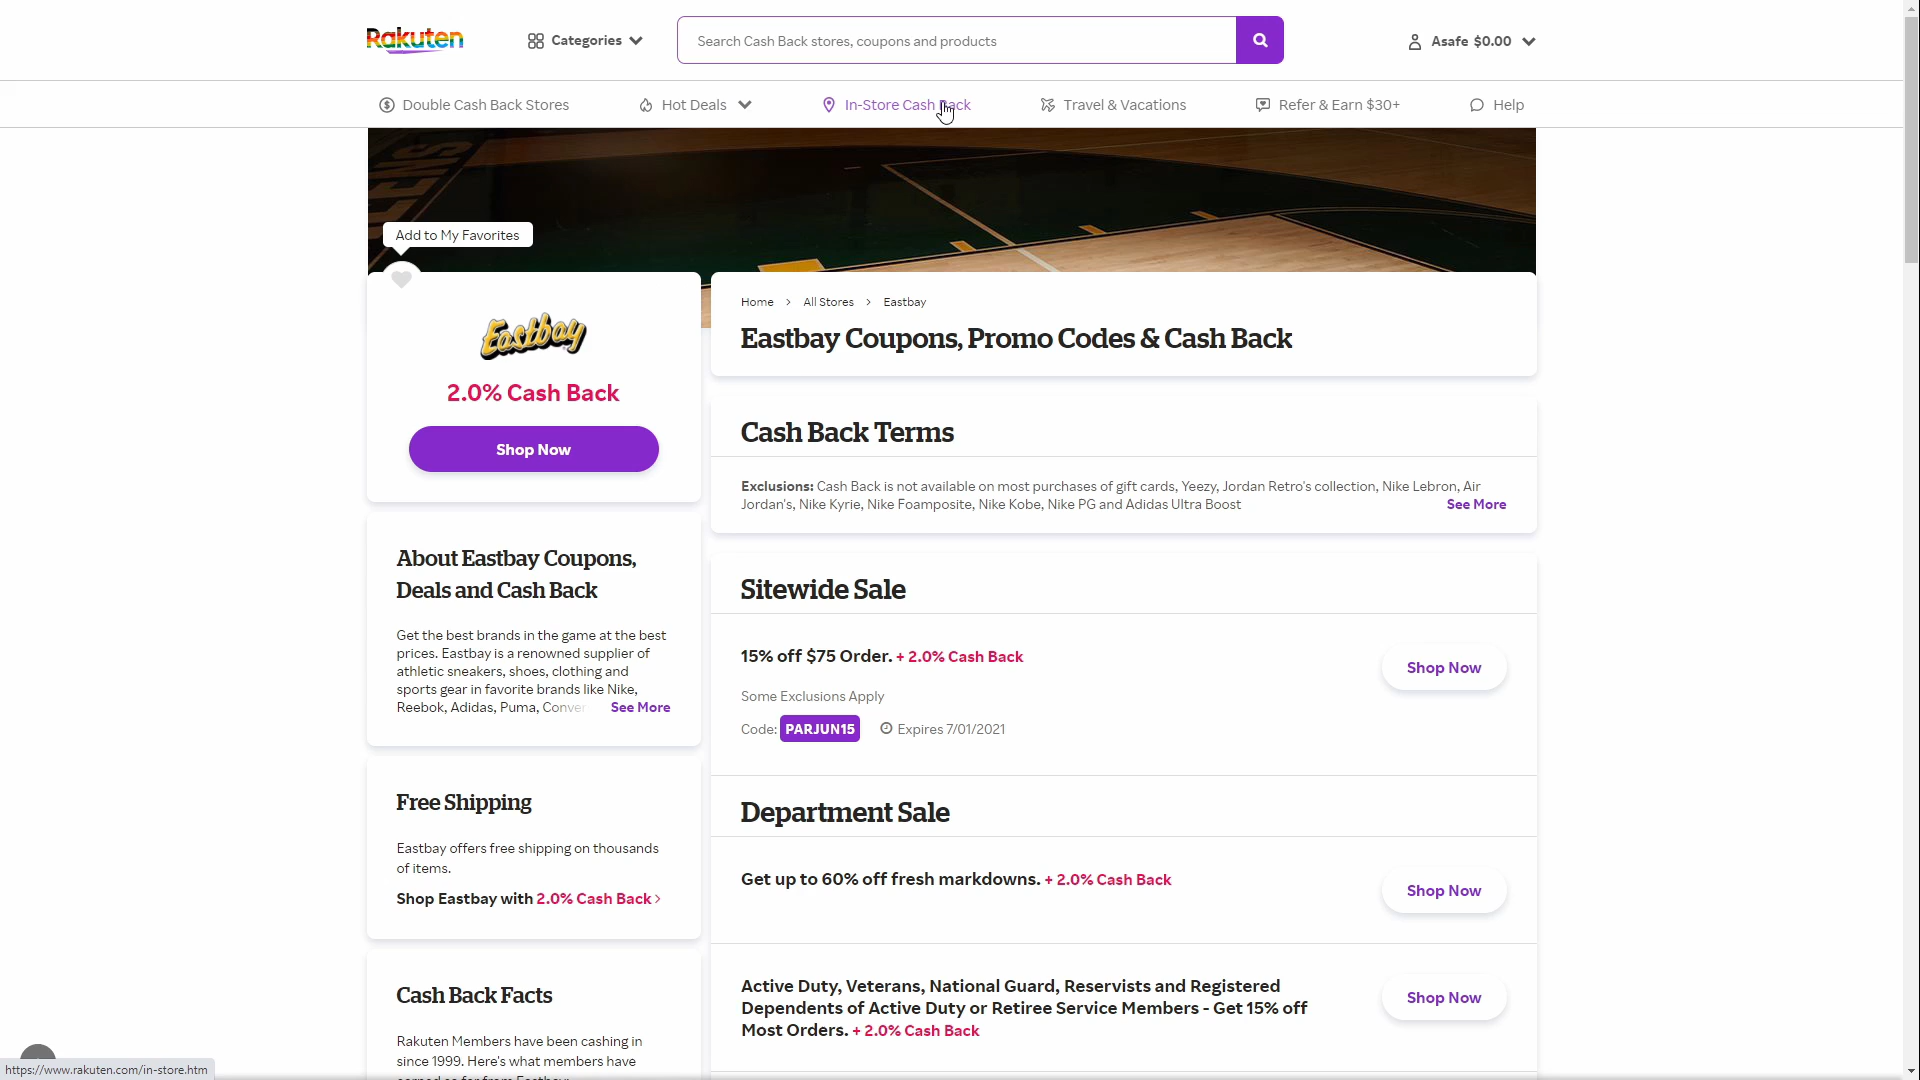 Rakuten
Categories
Search Cash Back stores, coupons and products
Asafe $0.00
Double Cash Back Stores
Hot Deals
In-Store Cash Back
Travel & Vacations
Refer & Earn $30+
Help
Add to My Favorites
Eastbay
2.0% Cash Back
Shop Now
Home > All Stores > Eastbay
Eastbay Coupons, Promo Codes & Cash Back
Cash Back Terms
Exclusions: Cash Back is not available on most purchases of gift cards, Yeezy, Jordan Retro's collection, Nike Lebron, Air
Jordan's, Nike Kyrie, Nike Foamposite, Nike Kobe, Nike PG and Adidas Ultra Boost
See More
About Eastbay Coupons,
Deals and Cash Back
Get the best brands in the game at the best
prices. Eastbay is a renowned supplier of
athletic sneakers, shoes, clothing and
sports gear in favorite brands like Nike,
Reebok, Adidas, Puma, Conver
See More
Sitewide Sale
15% off $75 Order. + 2.0% Cash Back
Shop Now
Some Exclusions Apply
Code: PARJUN15
Expires 7/01/2021
Free Shipping
Eastbay offers free shipping on thousands
of items.
Shop Eastbay with 2.0% Cash Back >
Department Sale
Get up to 60% off fresh markdowns. + 2.0% Cash Back
Shop Now
Active Duty, Veterans, National Guard, Reservists and Registered
Dependents of Active Duty or Retiree Service Members - Get 15% off
Most Orders. + 2.0% Cash Back
Shop Now
Cash Back Facts
Rakuten Members have been cashing in
since 1999. Here's what members have
https://www.rakuten.com/in-store.htm